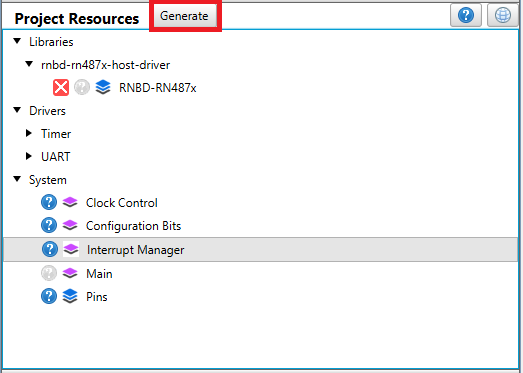 Project Resources Generate
Libraries
rnbd-rn487x-host-driver
RNBD-RN487x
Drivers
Timer
UART
System
Clock Control
Configuration Bits
Interrupt Manager
Main
Pins